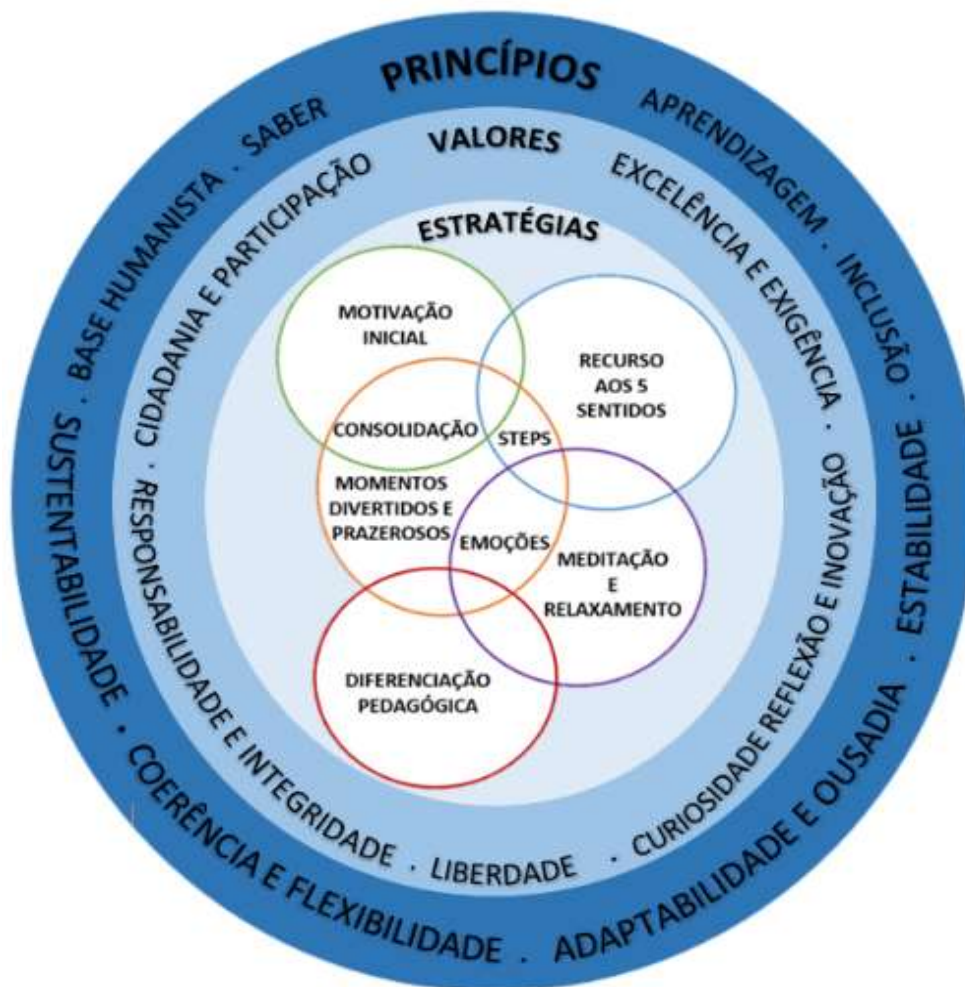 PRINCÍPIOS
APRENDIZAGEM . INCLUSÃO . ESTABILIDADE . ADAPTABILIDADE E OUSADIA . COERÊNCIA E FLEXIBILIDADE . SUSTENTABILIDADE . BASE HUMANISTA . SABER
VALORES
EXCELÊNCIA E EXIGÊNCIA . CURIOSIDADE REFLEXÃO E INOVAÇÃO . LIBERDADE . RESPONSABILIDADE E INTEGRIDADE . CIDADANIA E PARTICIPAÇÃO
ESTRATÉGIAS
MOTIVAÇÃO
INICIAL
RECURSO
AOS 5
SENTIDOS
CONSOLIDAÇÃO
STEPS
MOMENTOS
DIVERTIDOS E
PRAZEROSOS
EMOÇÕES
MEDITAÇÃO
E
RELAXAMENTO
DIFERENCIAÇÃO
PEDAGÓGICA